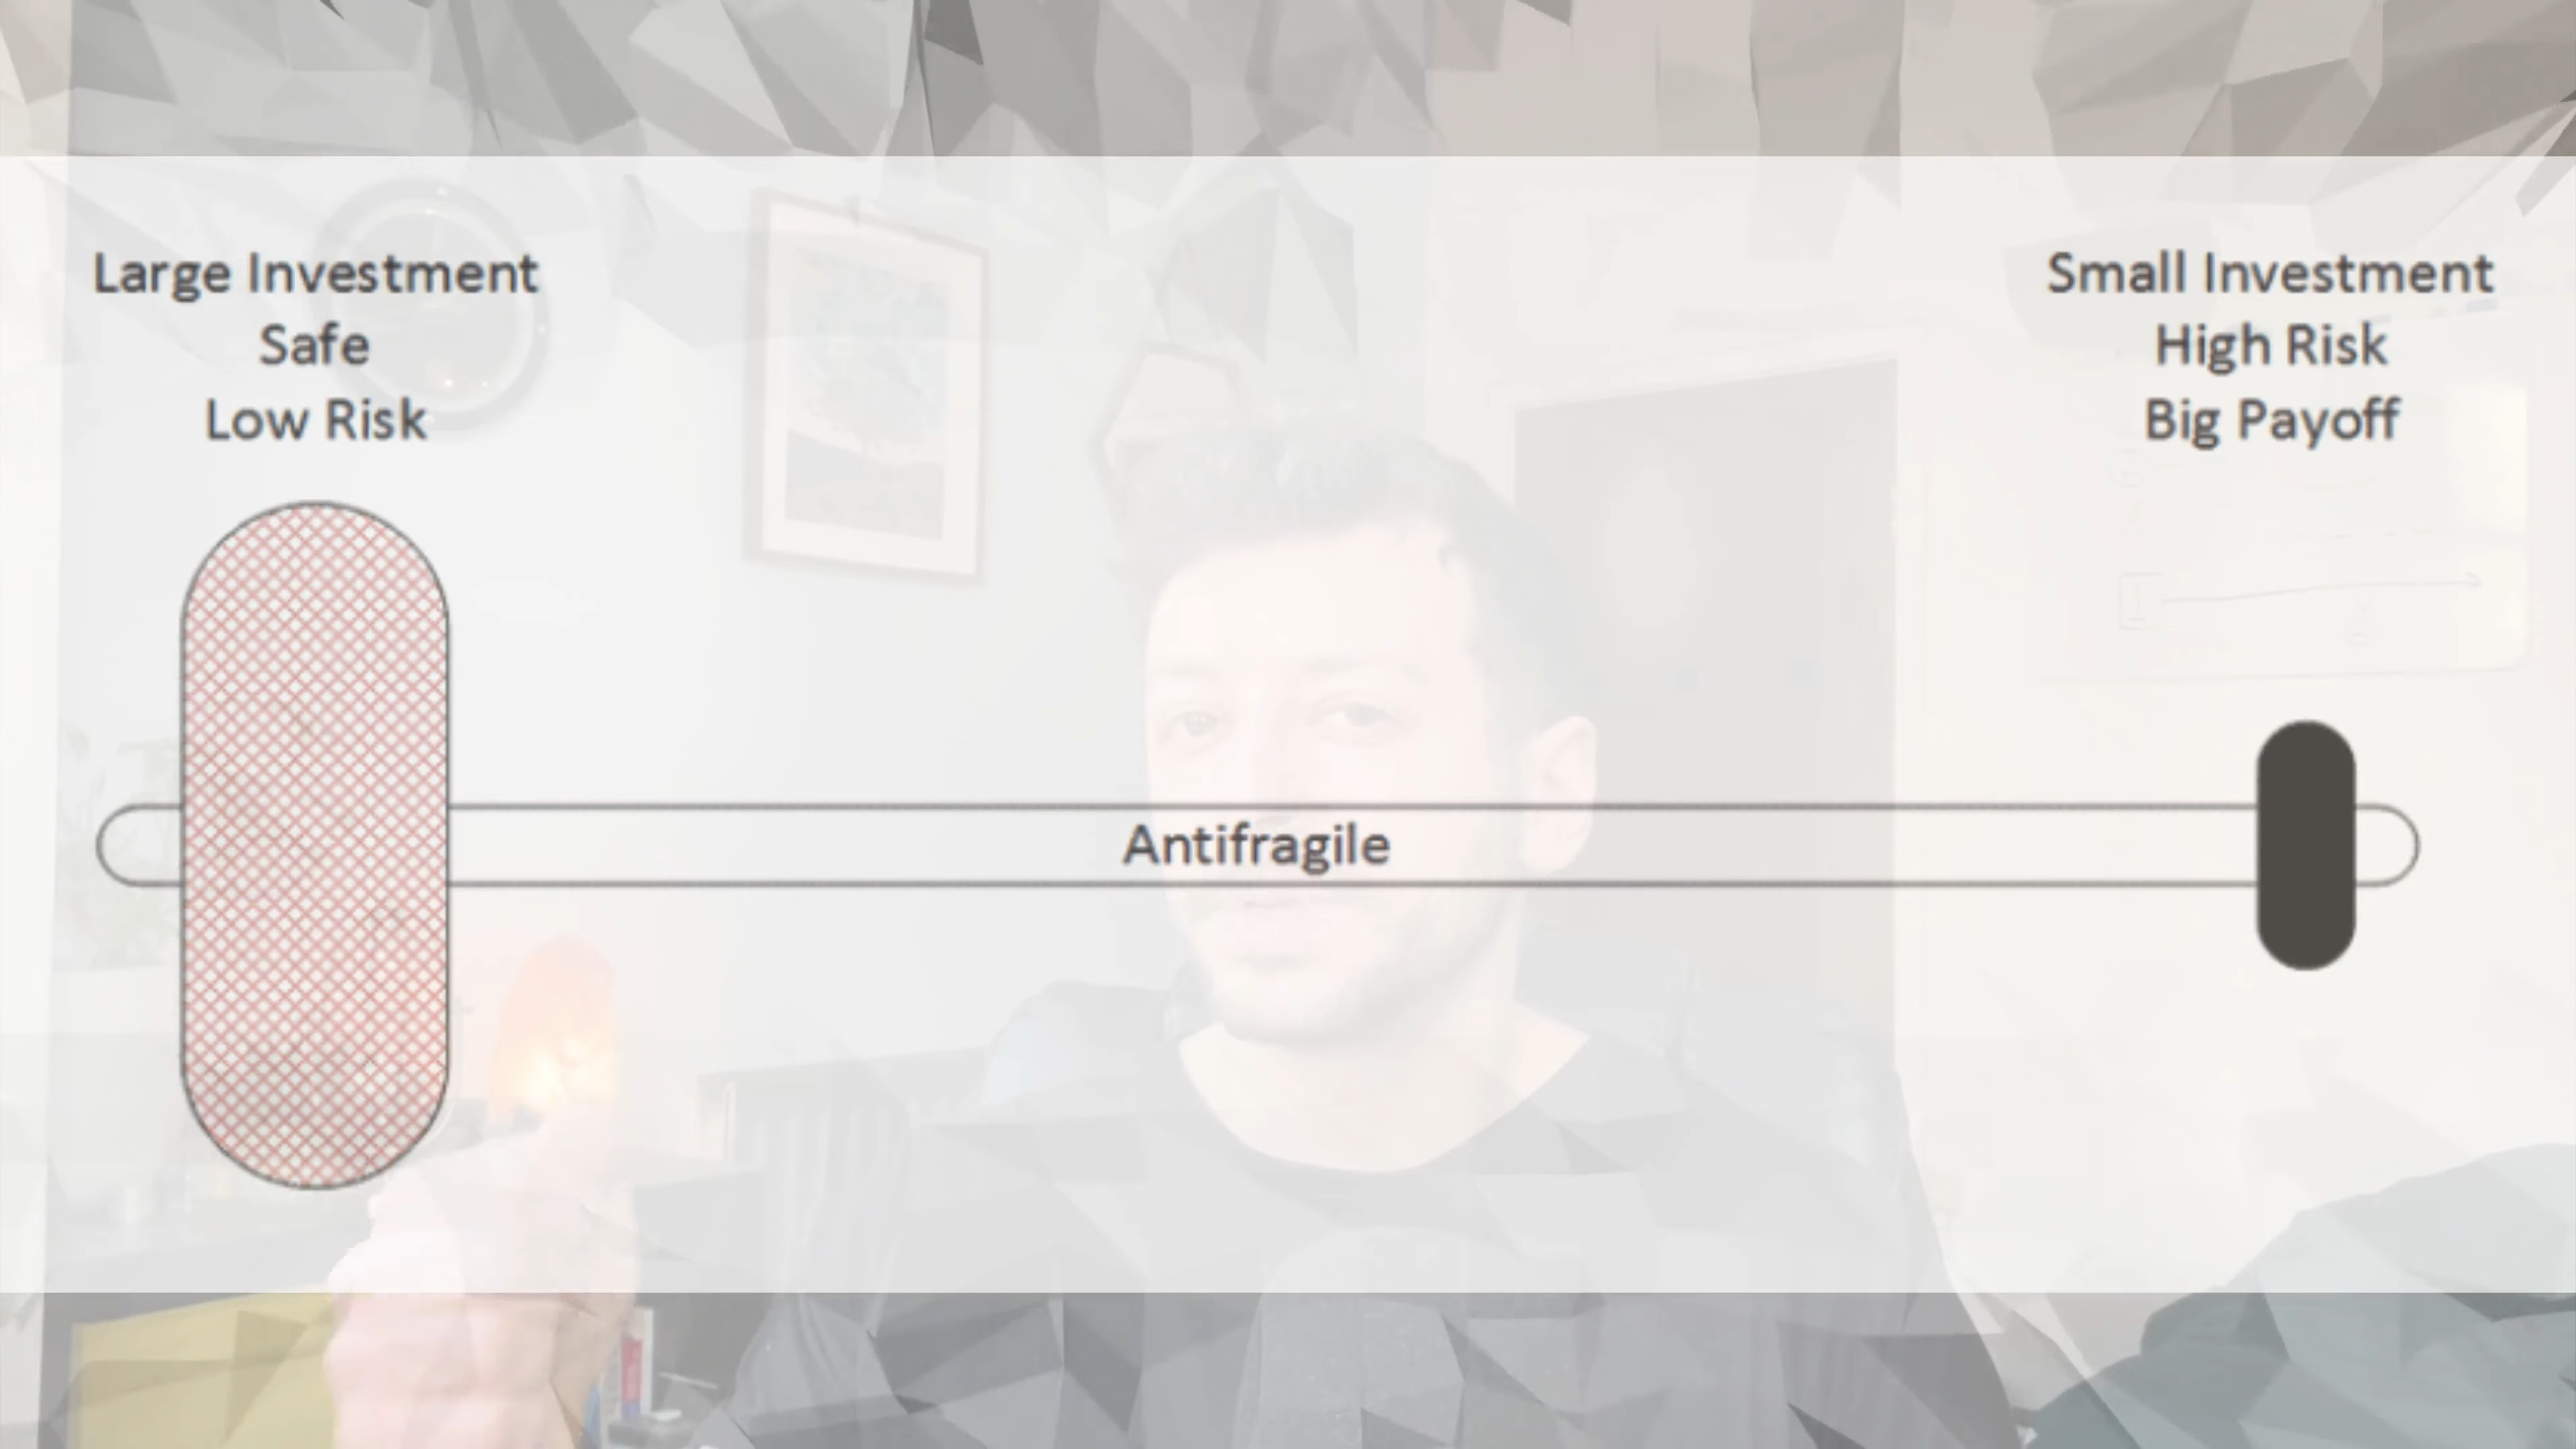 Large Investment
Safe
Low Risk
Small Investment
High Risk
Big Payoff
Antifragile